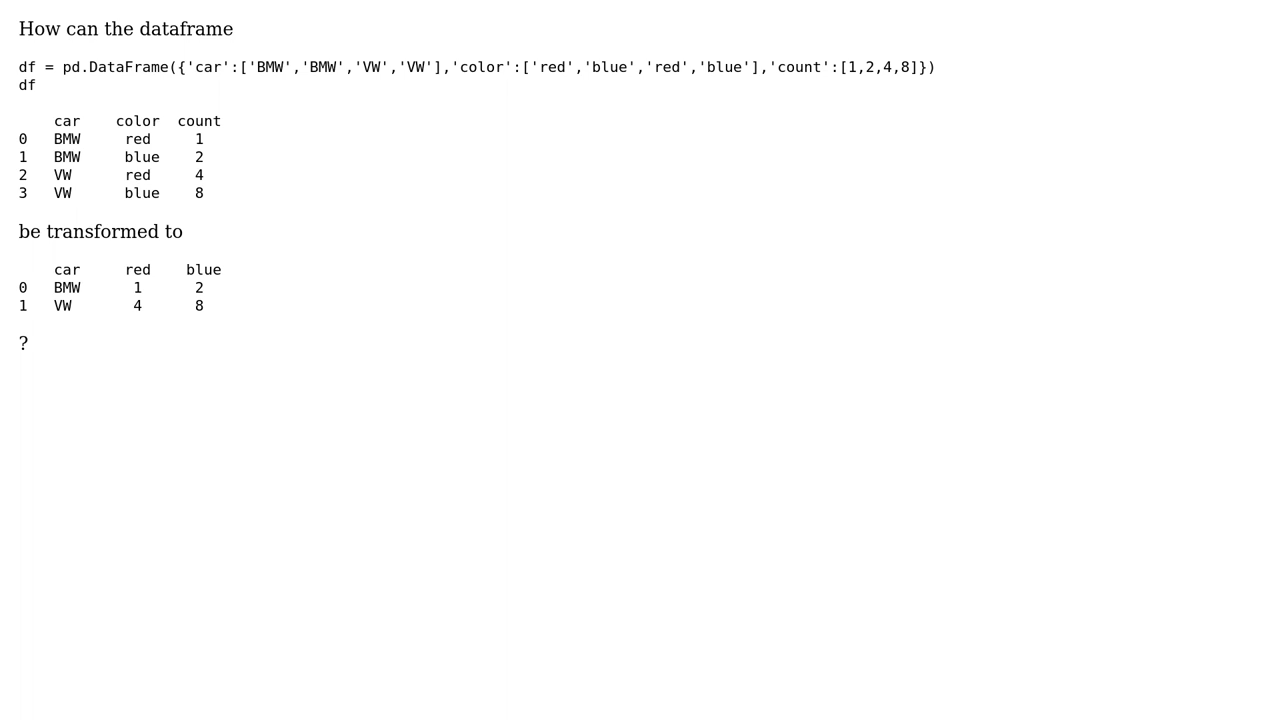 How can the dataframe
df = pd.DataFrame({'car':['BMW','BMW','VW','VW'],'color':['red','blue','red','blue'],'count':[1,2,4,8]})
df
    car    color  count
0   BMW     red     1
1   BMW     blue    2
2   VW      red     4
3   VW      blue    8
be transformed to
    car     red    blue
0   BMW      1      2
1   VW       4      8
?